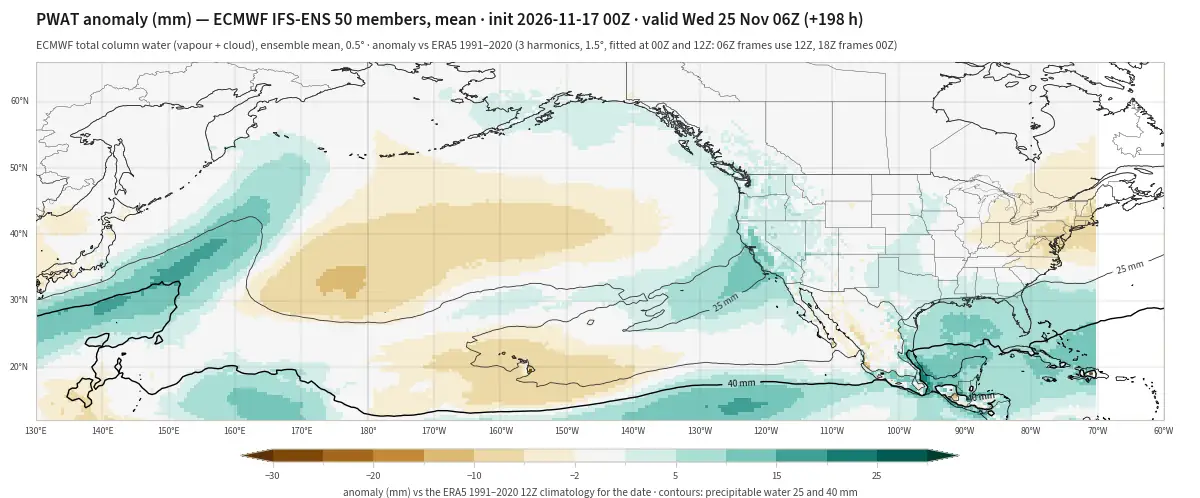 PWAT anomaly (mm) — ECMWF IFS-ENS 50 members, mean · init 2026-11-17 00Z · valid Wed 25 Nov 06Z (+198 h)
ECMWF total column water (vapour + cloud), ensemble mean, 0.5° · anomaly vs ERA5 1991–2020 (3 harmonics, 1.5°, fitted at 00Z and 12Z: 06Z frames use 12Z, 18Z frames 00Z)
60°N
50°N
40°N
30°N
20°N
25 mm
25 mm
40 mm
40 mm
130°E 140°E 150°E 160°E 170°E 180° 170°W 160°W 150°W 140°W 130°W 120°W 110°W 100°W 90°W 80°W 70°W 60°W
−30 −20 −10 −2 5 15 25
anomaly (mm) vs the ERA5 1991–2020 12Z climatology for the date · contours: precipitable water 25 and 40 mm